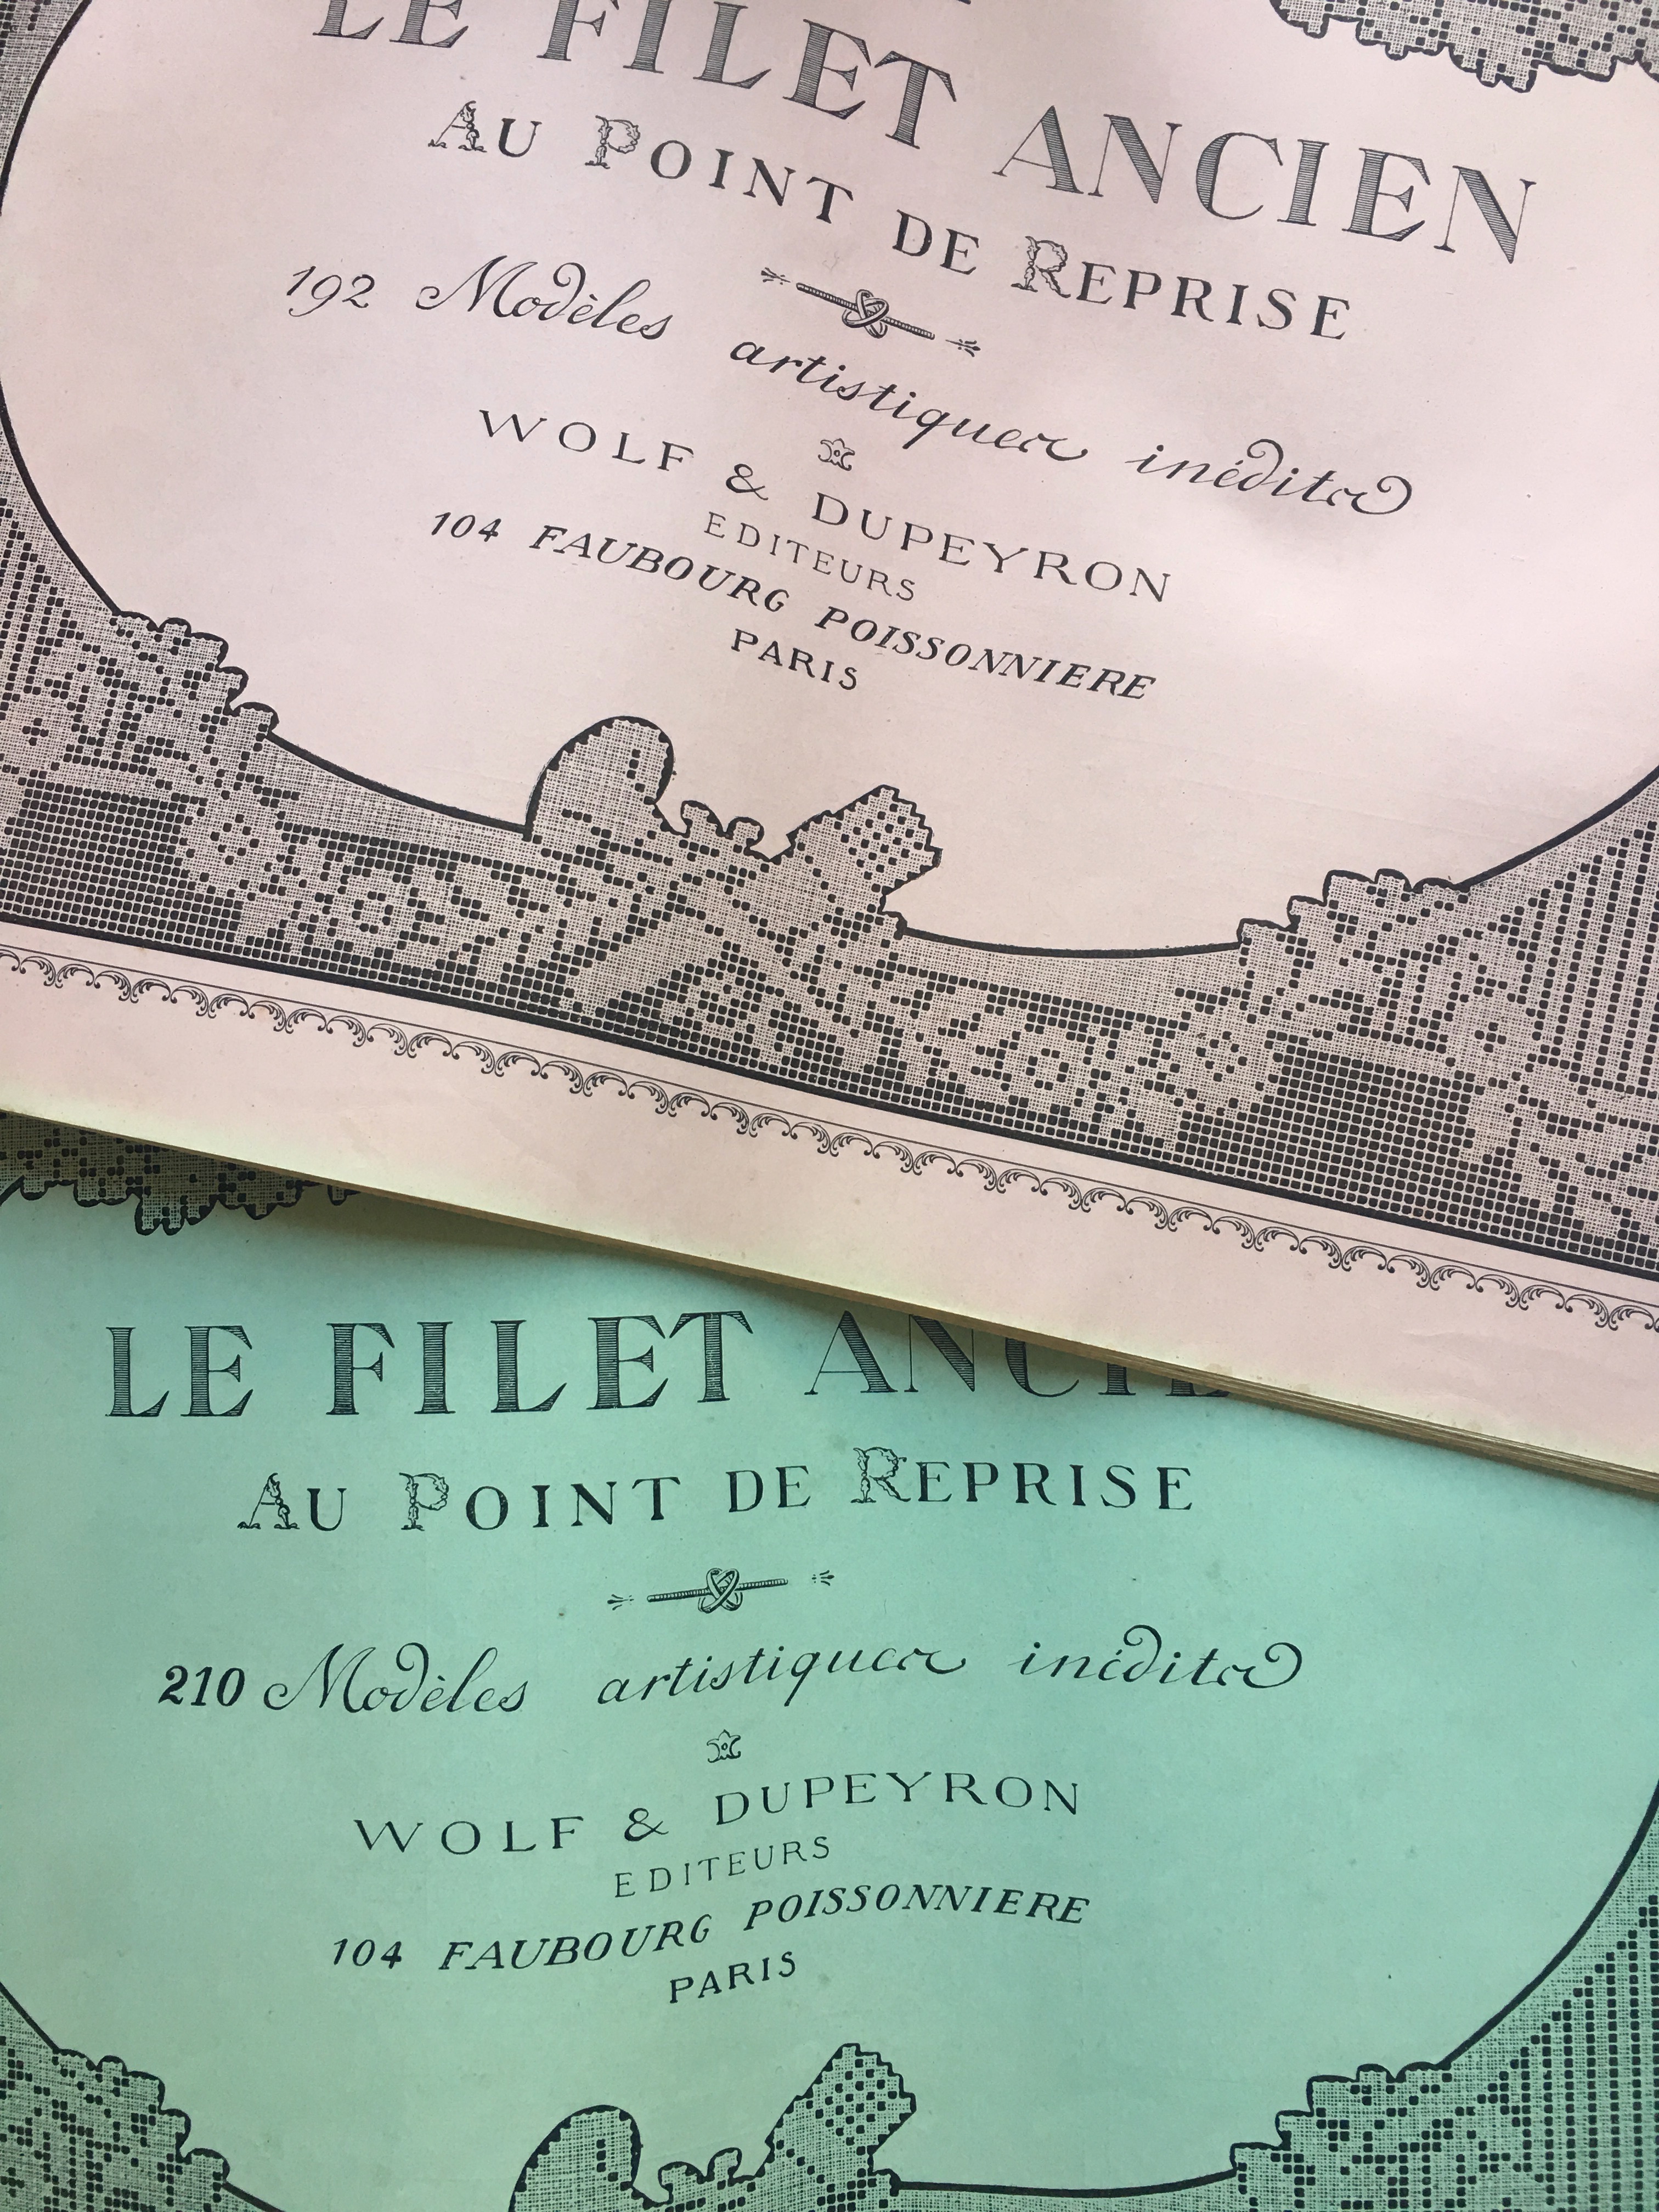 LE FILET ANCIEN
AU POINT DE REPRISE
192 Modèles artistiques inédits
WOLF & DUPEYRON
EDITEURS
104 FAUBOURG POISSONNIERE
PARIS
LE FILET ANCIE
AU POINT DE REPRISE
210 Modèles artistiques inédits
WOLF & DUPEYRON
EDITEURS
104 FAUBOURG POISSONNIERE
PARIS